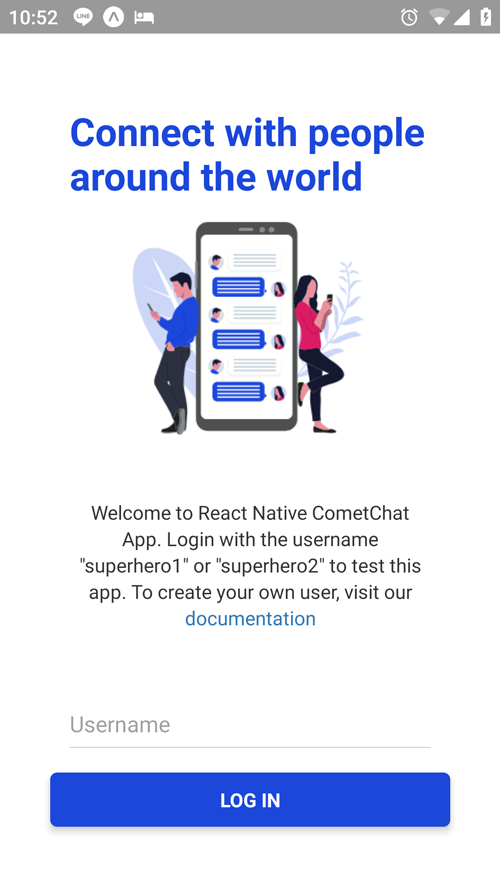 10:52
LINE
Connect with people
around the world
Welcome to React Native CometChat
App. Login with the username
"superhero1" or "superhero2" to test this
app. To create your own user, visit our
documentation
Username
LOG IN